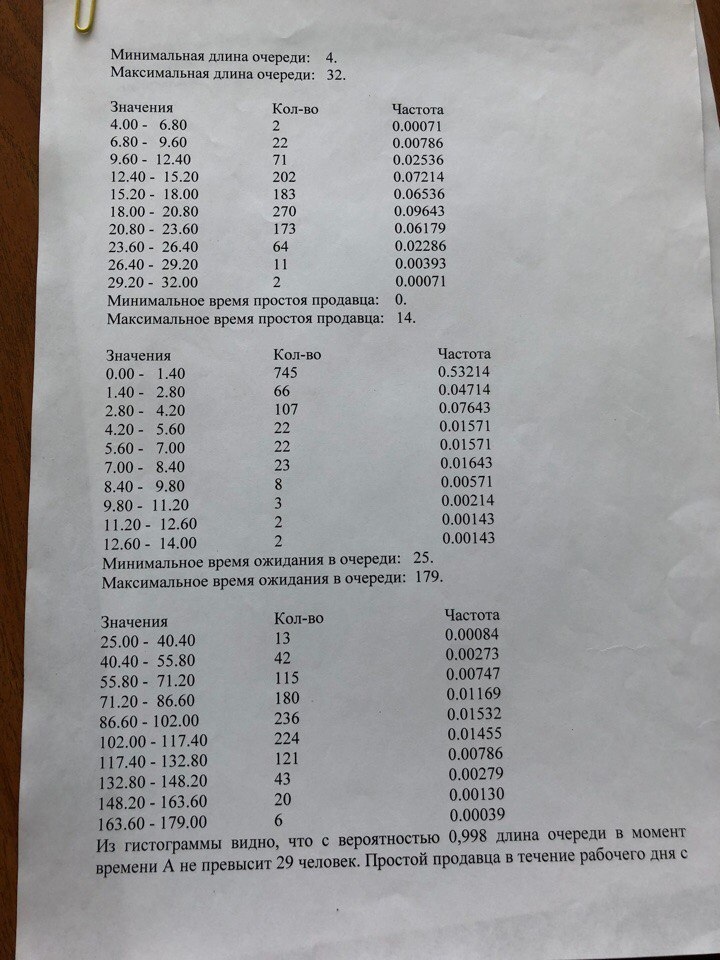 Минимальная длина очереди: 4.
Максимальная длина очереди: 32.
Значения Кол-во Частота
4.00 - 6.80 2 0.00071
6.80 - 9.60 22 0.00786
9.60 - 12.40 71 0.02536
12.40 - 15.20 202 0.07214
15.20 - 18.00 183 0.06536
18.00 - 20.80 270 0.09643
20.80 - 23.60 173 0.06179
23.60 - 26.40 64 0.02286
26.40 - 29.20 11 0.00393
29.20 - 32.00 2 0.00071
Минимальное время простоя продавца: 0.
Максимальное время простоя продавца: 14.
Значения Кол-во Частота
0.00 - 1.40 745 0.53214
1.40 - 2.80 66 0.04714
2.80 - 4.20 107 0.07643
4.20 - 5.60 22 0.01571
5.60 - 7.00 22 0.01571
7.00 - 8.40 23 0.01643
8.40 - 9.80 8 0.00571
9.80 - 11.20 3 0.00214
11.20 - 12.60 2 0.00143
12.60 - 14.00 2 0.00143
Минимальное время ожидания в очереди: 25.
Максимальное время ожидания в очереди: 179.
Значения Кол-во Частота
25.00 - 40.40 13 0.00084
40.40 - 55.80 42 0.00273
55.80 - 71.20 115 0.00747
71.20 - 86.60 180 0.01169
86.60 - 102.00 236 0.01532
102.00 - 117.40 224 0.01455
117.40 - 132.80 121 0.00786
132.80 - 148.20 43 0.00279
148.20 - 163.60 20 0.00130
163.60 - 179.00 6 0.00039
Из гистограммы видно, что с вероятностью 0,998 длина очереди в момент
времени А не превысит 29 человек. Простой продавца в течение рабочего дня с